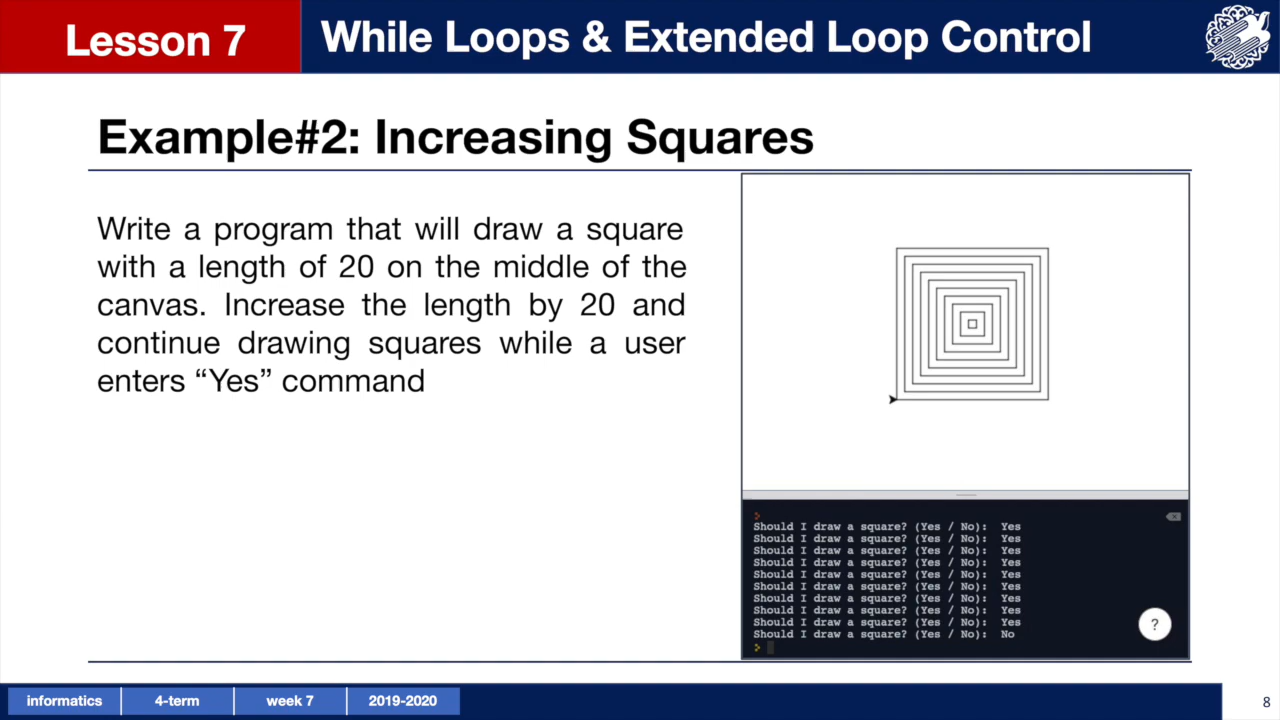 Lesson 7
While Loops & Extended Loop Control
Example#2: Increasing Squares
Write a program that will draw a square
with a length of 20 on the middle of the
canvas. Increase the length by 20 and
continue drawing squares while a user
enters “Yes” command
Should I draw a square? (Yes / No): Yes
Should I draw a square? (Yes / No): Yes
Should I draw a square? (Yes / No): Yes
Should I draw a square? (Yes / No): Yes
Should I draw a square? (Yes / No): Yes
Should I draw a square? (Yes / No): Yes
Should I draw a square? (Yes / No): Yes
Should I draw a square? (Yes / No): Yes
Should I draw a square? (Yes / No): Yes
Should I draw a square? (Yes / No): No
?
informatics
4-term
week 7
2019-2020
8